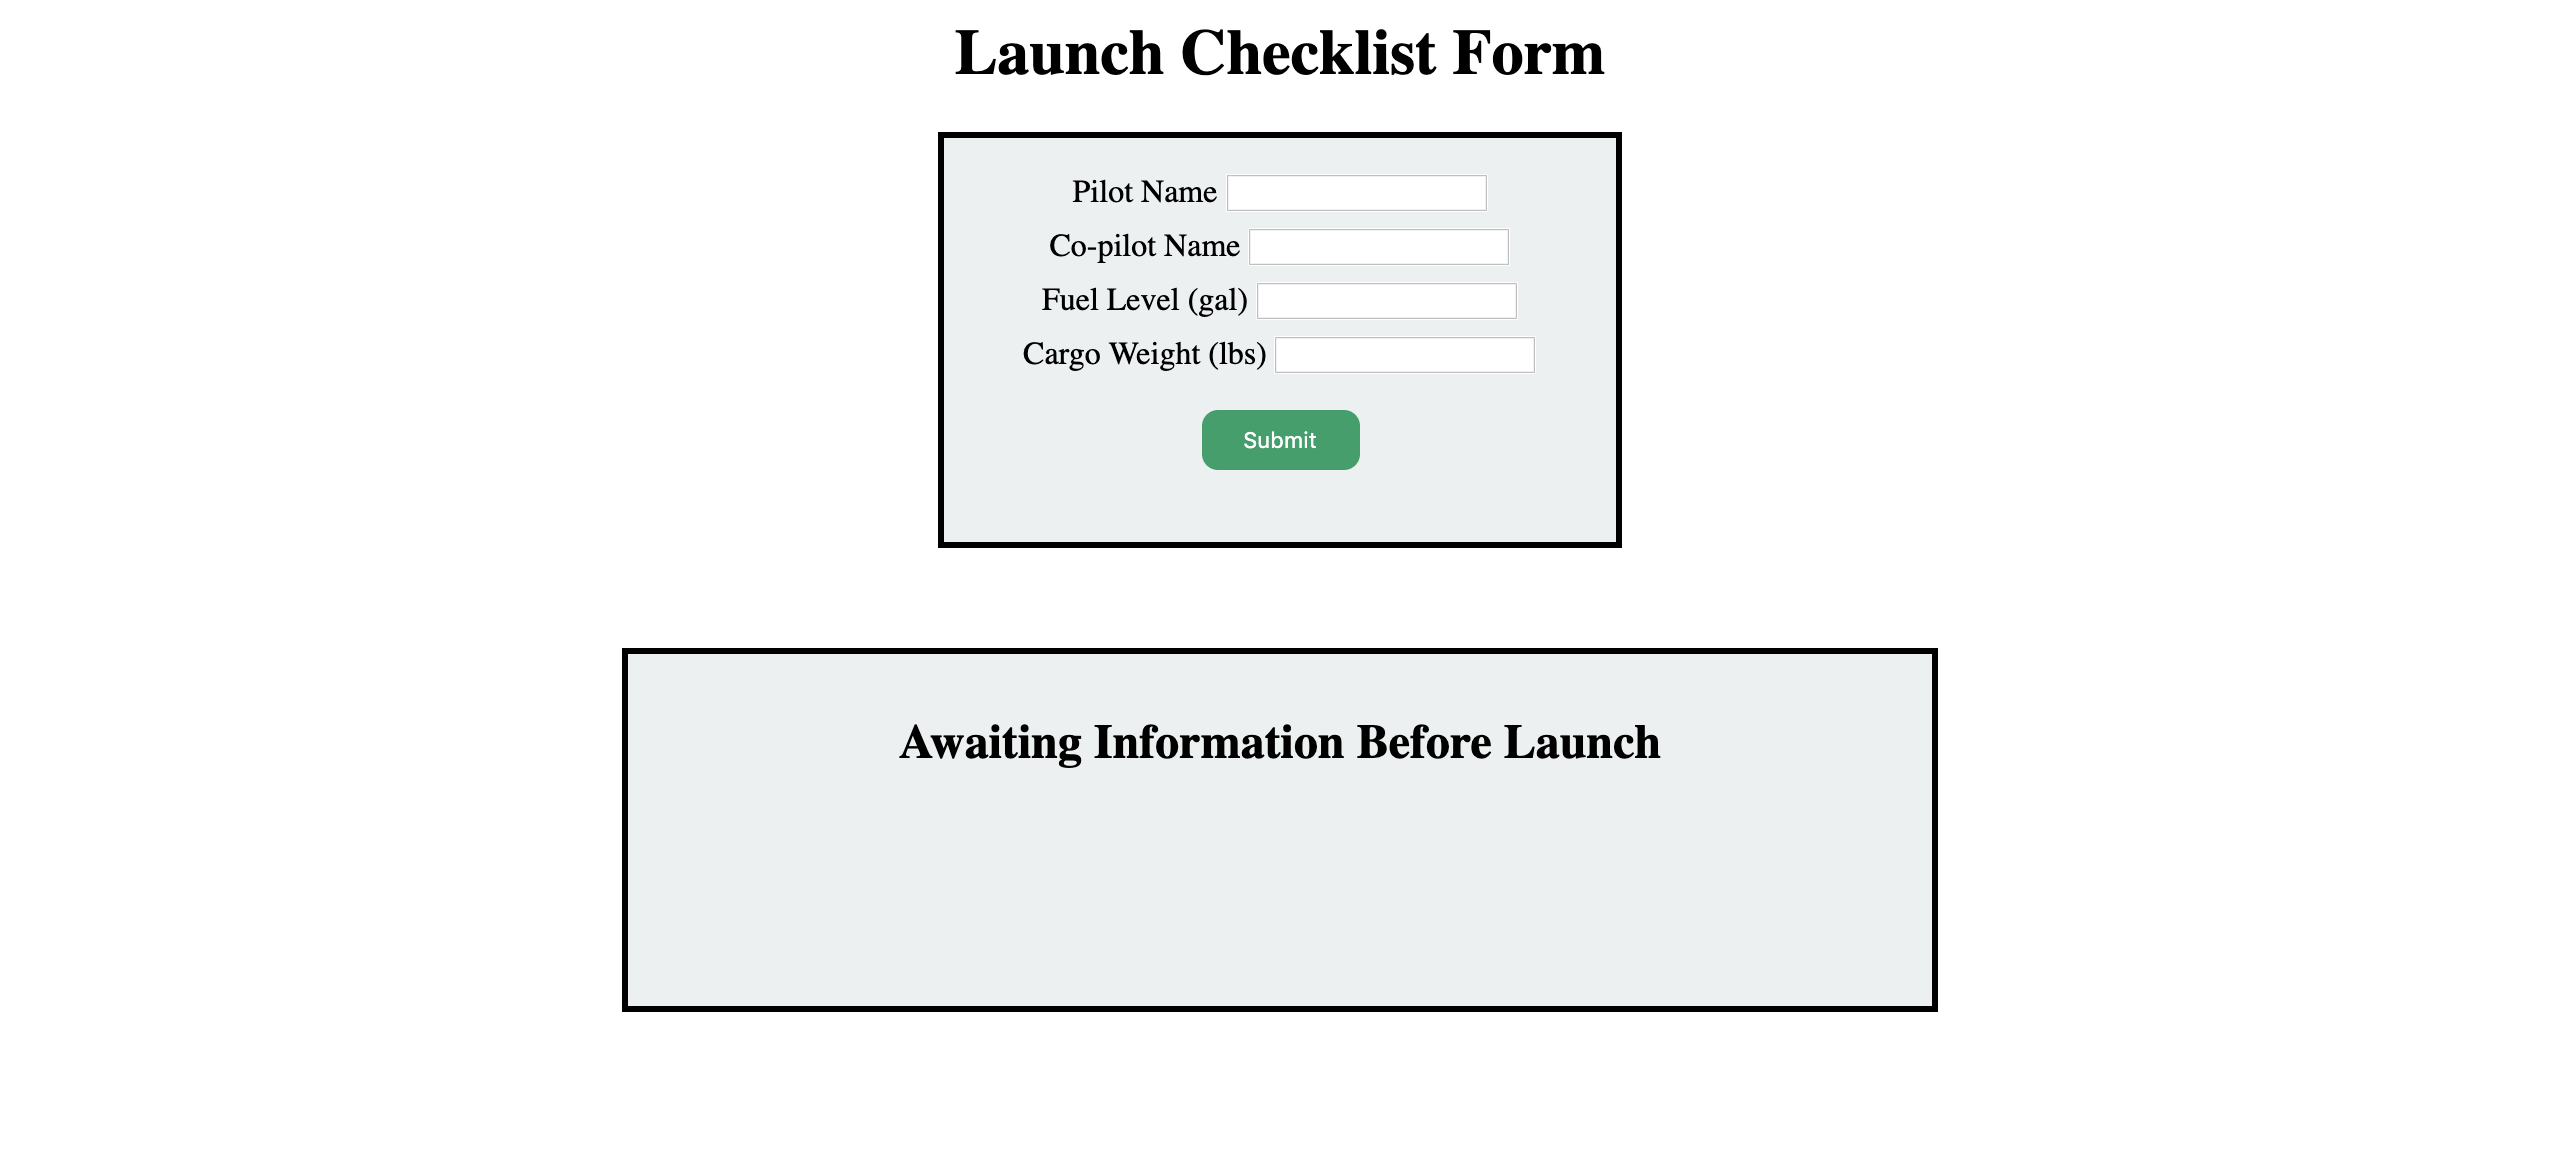 Launch Checklist Form
Pilot Name
Co-pilot Name
Fuel Level (gal)
Cargo Weight (lbs)
Submit
Awaiting Information Before Launch